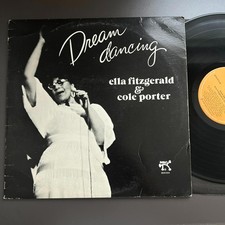 Dream
dancing
ella fitzgerald
&
cole porter